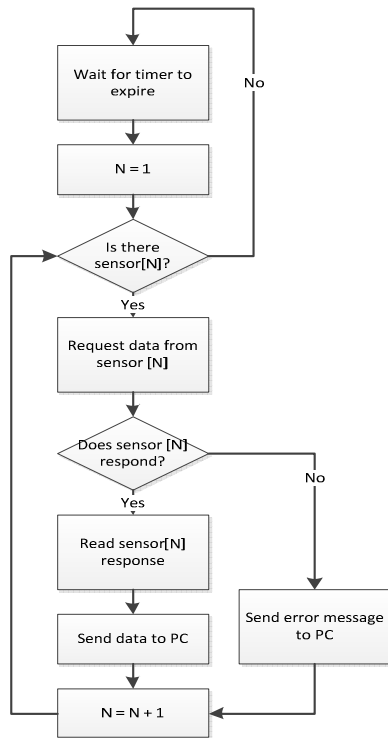 Wait for timer to
expire
No
N = 1
Is there
sensor[N]?
Yes
Request data from
sensor [N]
Does sensor [N]
respond?
No
Yes
Read sensor[N]
response
Send error message
to PC
Send data to PC
N = N + 1